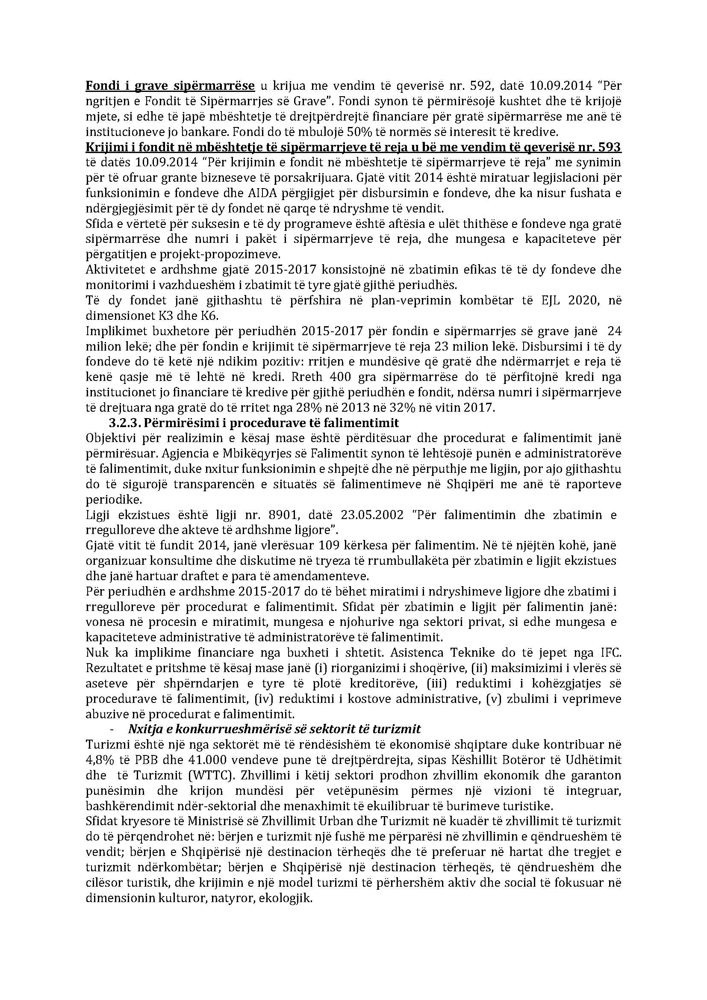 Fondi i grave sipërmarrëse u krijua me vendim të qeverisë nr. 592, datë 10.09.2014 “Për
ngritjen e Fondit të Sipërmarrjes së Grave”. Fondi synon të përmirësojë kushtet dhe të krijojë
mjete, si edhe të japë mbështetje të drejtpërdrejtë financiare për gratë sipërmarrëse me anë të
institucioneve jo bankare. Fondi do të mbulojë 50% të normës së interesit të kredive.
Krijimi i fondit në mbështetje të sipërmarrjeve të reja u bë me vendim të qeverisë nr. 593
të datës 10.09.2014 “Për krijimin e fondit në mbështetje të sipërmarrjeve të reja” me synimin
për të ofruar grante bizneseve të porsakrijuara. Gjatë vitit 2014 është miratuar legjislacioni për
funksionimin e fondeve dhe AIDA përgjigjet për disbursimin e fondeve, dhe ka nisur fushata e
ndërgjegjësimit për të dy fondet në qarqe të ndryshme të vendit.
Sfida e vërtetë për suksesin e të dy programeve është aftësia e ulët thithëse e fondeve nga gratë
sipërmarrëse dhe numri i pakët i sipërmarrjeve të reja, dhe mungesa e kapaciteteve për
përgatitjen e projekt-propozimeve.
Aktivitetet e ardhshme gjatë 2015-2017 konsistojnë në zbatimin efikas të të dy fondeve dhe
monitorimi i vazhdueshëm i zbatimit të tyre gjatë gjithë periudhës.
Të dy fondet janë gjithashtu të përfshira në plan-veprimin kombëtar të EJL 2020, në
dimensionet K3 dhe K6.
Implikimet buxhetore për periudhën 2015-2017 për fondin e sipërmarrjes së grave janë 24
milion lekë; dhe për fondin e krijimit të sipërmarrjeve të reja 23 milion lekë. Disbursimi i të dy
fondeve do të ketë një ndikim pozitiv: rritjen e mundësive që gratë dhe ndërmarrjet e reja të
kenë qasje më të lehtë në kredi. Rreth 400 gra sipërmarrëse do të përfitojnë kredi nga
institucionet jo financiare të kredive për gjithë periudhën e fondit, ndërsa numri i sipërmarrjeve
të drejtuara nga gratë do të rritet nga 28% në 2013 në 32% në vitin 2017.
3.2.3. Përmirësimi i procedurave të falimentimit
Objektivi për realizimin e kësaj mase është përditësuar dhe procedurat e falimentimit janë
përmirësuar. Agjencia e Mbikëqyrjes së Falimentit synon të lehtësojë punën e administratorëve
të falimentimit, duke nxitur funksionimin e shpejtë dhe në përputhje me ligjin, por ajo gjithashtu
do të sigurojë transparencën e situatës së falimentimeve në Shqipëri me anë të raporteve
periodike.
Ligji ekzistues është ligji nr. 8901, datë 23.05.2002 “Për falimentimin dhe zbatimin e
rregulloreve dhe akteve të ardhshme ligjore”.
Gjatë vitit të fundit 2014, janë vlerësuar 109 kërkesa për falimentim. Në të njëjtën kohë, janë
organizuar konsultime dhe diskutime në tryeza të rrumbullakëta për zbatimin e ligjit ekzistues
dhe janë hartuar draftet e para të amendamenteve.
Për periudhën e ardhshme 2015-2017 do të bëhet miratimi i ndryshimeve ligjore dhe zbatimi i
rregulloreve për procedurat e falimentimit. Sfidat për zbatimin e ligjit për falimentin janë:
vonesa në procesin e miratimit, mungesa e njohurive nga sektori privat, si edhe mungesa e
kapaciteteve administrative të administratorëve të falimentimit.
Nuk ka implikime financiare nga buxheti i shtetit. Asistenca Teknike do të jepet nga IFC.
Rezultatet e pritshme të kësaj mase janë (i) riorganizimi i shoqërive, (ii) maksimizimi i vlerës së
aseteve për shpërndarjen e tyre të plotë kreditorëve, (iii) reduktimi i kohëzgjatjes së
procedurave të falimentimit, (iv) reduktimi i kostove administrative, (v) zbulimi i veprimeve
abuzive në procedurat e falimentimit.
- Nxitja e konkurrueshmërisë së sektorit të turizmit
Turizmi është një nga sektorët më të rëndësishëm të ekonomisë shqiptare duke kontribuar në
4,8% të PBB dhe 41.000 vendeve pune të drejtpërdrejta, sipas Këshillit Botëror të Udhëtimit
dhe të Turizmit (WTTC). Zhvillimi i këtij sektori prodhon zhvillim ekonomik dhe garanton
punësimin dhe krijon mundësi për vetëpunësim përmes një vizioni të integruar,
bashkërendimit ndër-sektorial dhe menaxhimit të ekuilibruar të burimeve turistike.
Sfidat kryesore të Ministrisë së Zhvillimit Urban dhe Turizmit në kuadër të zhvillimit të turizmit
do të përqendrohet në: bërjen e turizmit një fushë me përparësi në zhvillimin e qëndrueshëm të
vendit; bërjen e Shqipërisë një destinacion tërheqës dhe të preferuar në hartat dhe tregjet e
turizmit ndërkombëtar; bërjen e Shqipërisë një destinacion tërheqës, të qëndrueshëm dhe
cilësor turistik, dhe krijimin e një model turizmi të përhershëm aktiv dhe social të fokusuar në
dimensionin kulturor, natyror, ekologjik.